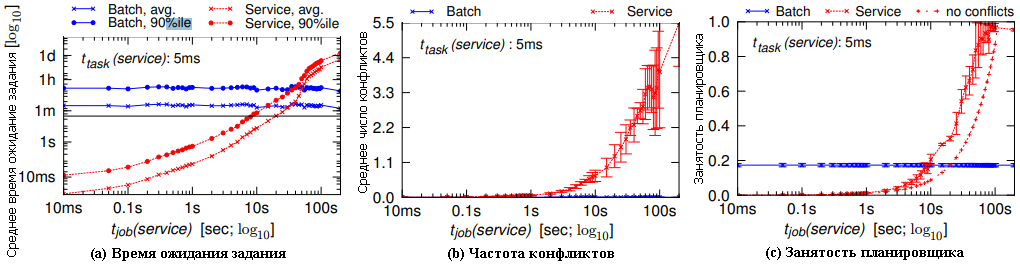 Batch, avg. Service, avg.
Batch, 90%ile Service, 90%ile
Среднее время ожидание задания [log10]
1d
1h
1m
1s
10ms
t_task (service): 5ms
10ms 0.1s 1s 10s 100s
t_job(service) [sec; log10]
(a) Время ожидания задания
Batch Service
Среднее число конфликтов
5.5
4.4
3.3
2.2
1.1
0.0
t_task (service) : 5ms
10ms 0.1s 1s 10s 100s
t_job(service) [sec; log10]
(b) Частота конфликтов
Batch Service no conflicts
Занятость планировщика
1.0
0.8
0.6
0.4
0.2
0.0
t_task (service): 5ms
10ms 0.1s 1s 10s 100s
t_job(service) [sec; log10]
(c) Занятость планировщика